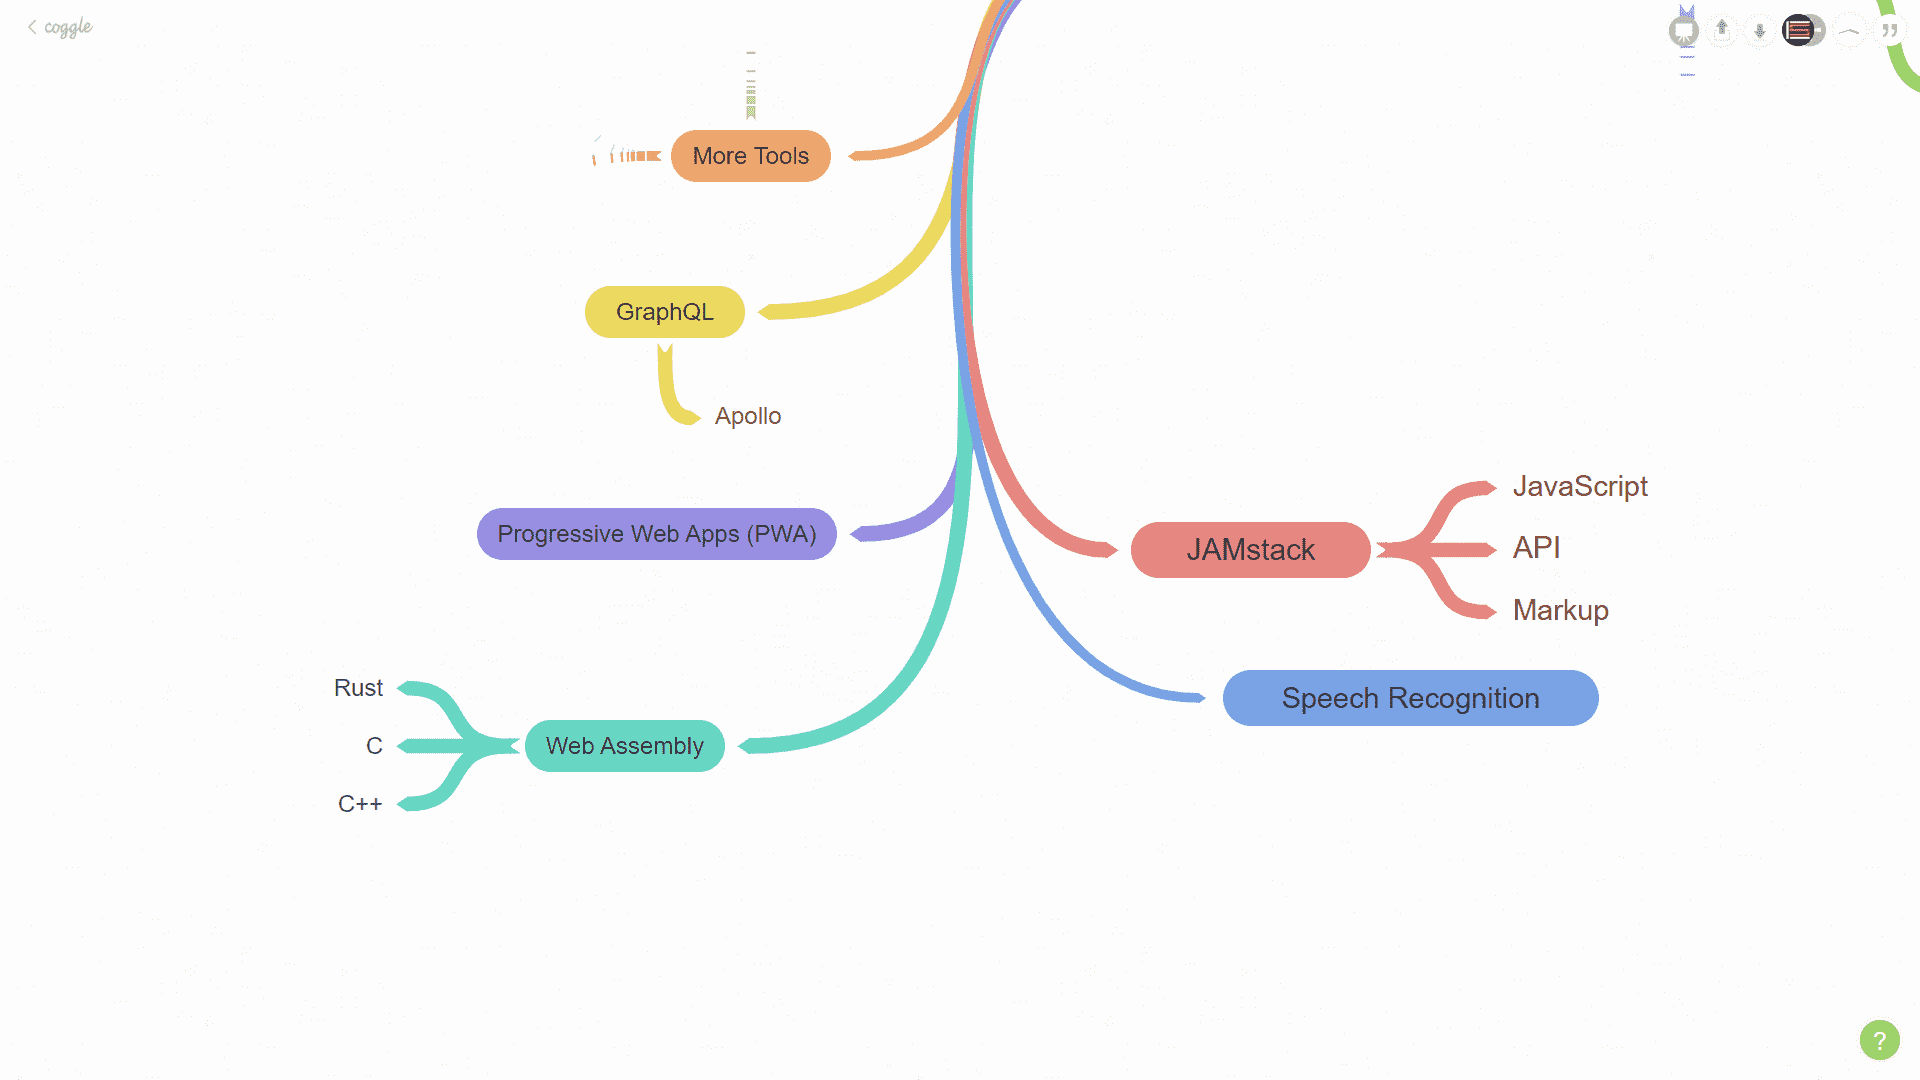 coggle
More Tools
GraphQL
Apollo
Progressive Web Apps (PWA)
JavaScript
JAMstack
API
Markup
Rust
C
Web Assembly
C++
Speech Recognition
?